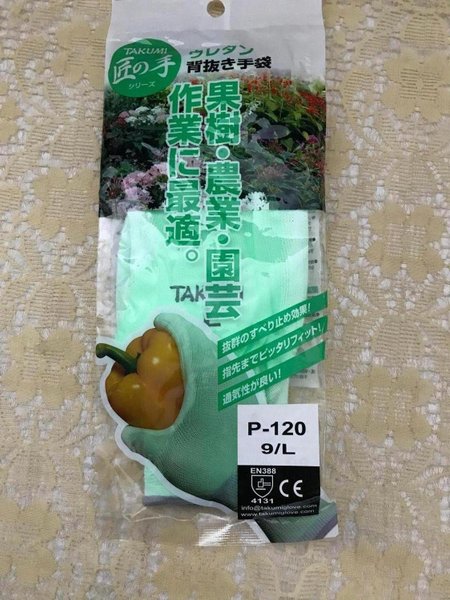 TAKUMI
匠の手
シリーズ
ウレタン
背抜き手袋
果樹・農業・園芸
作業に最適。
TAK
抜群のすべり止め効果!
指先までピッタリフィット!
通気性が良い!
P-120
9/L
EN388
CE
4131
info@takumiglove.com
www.takumiglove.com